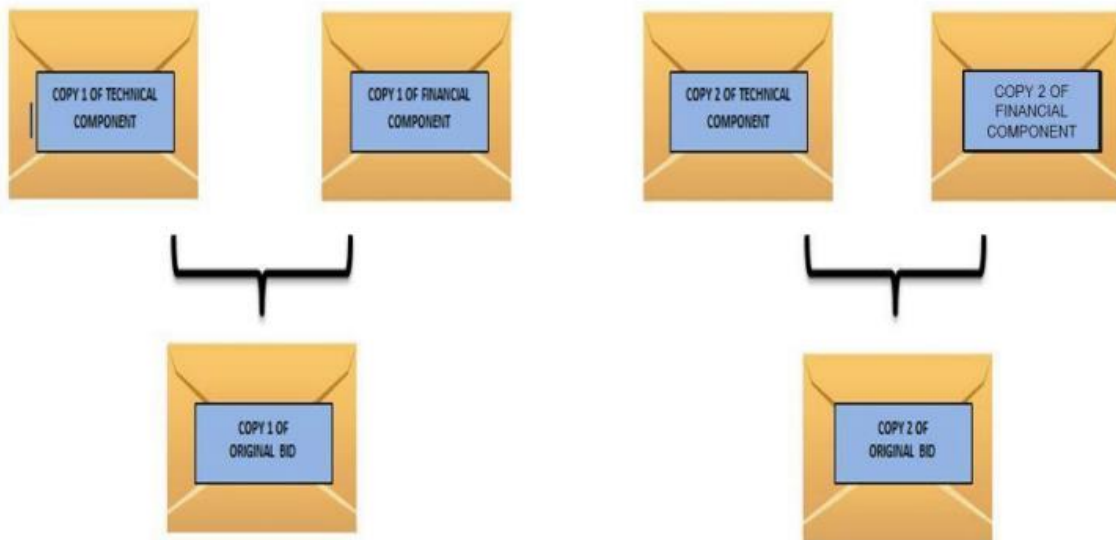 COPY 1 OF TECHNICAL
COMPONENT
COPY 1 OF FINANCIAL
COMPONENT
COPY 2 OF TECHNICAL
COMPONENT
COPY 2 OF
FINANCIAL
COMPONENT
COPY 1 OF
ORIGINAL BID
COPY 2 OF
ORIGINAL BID